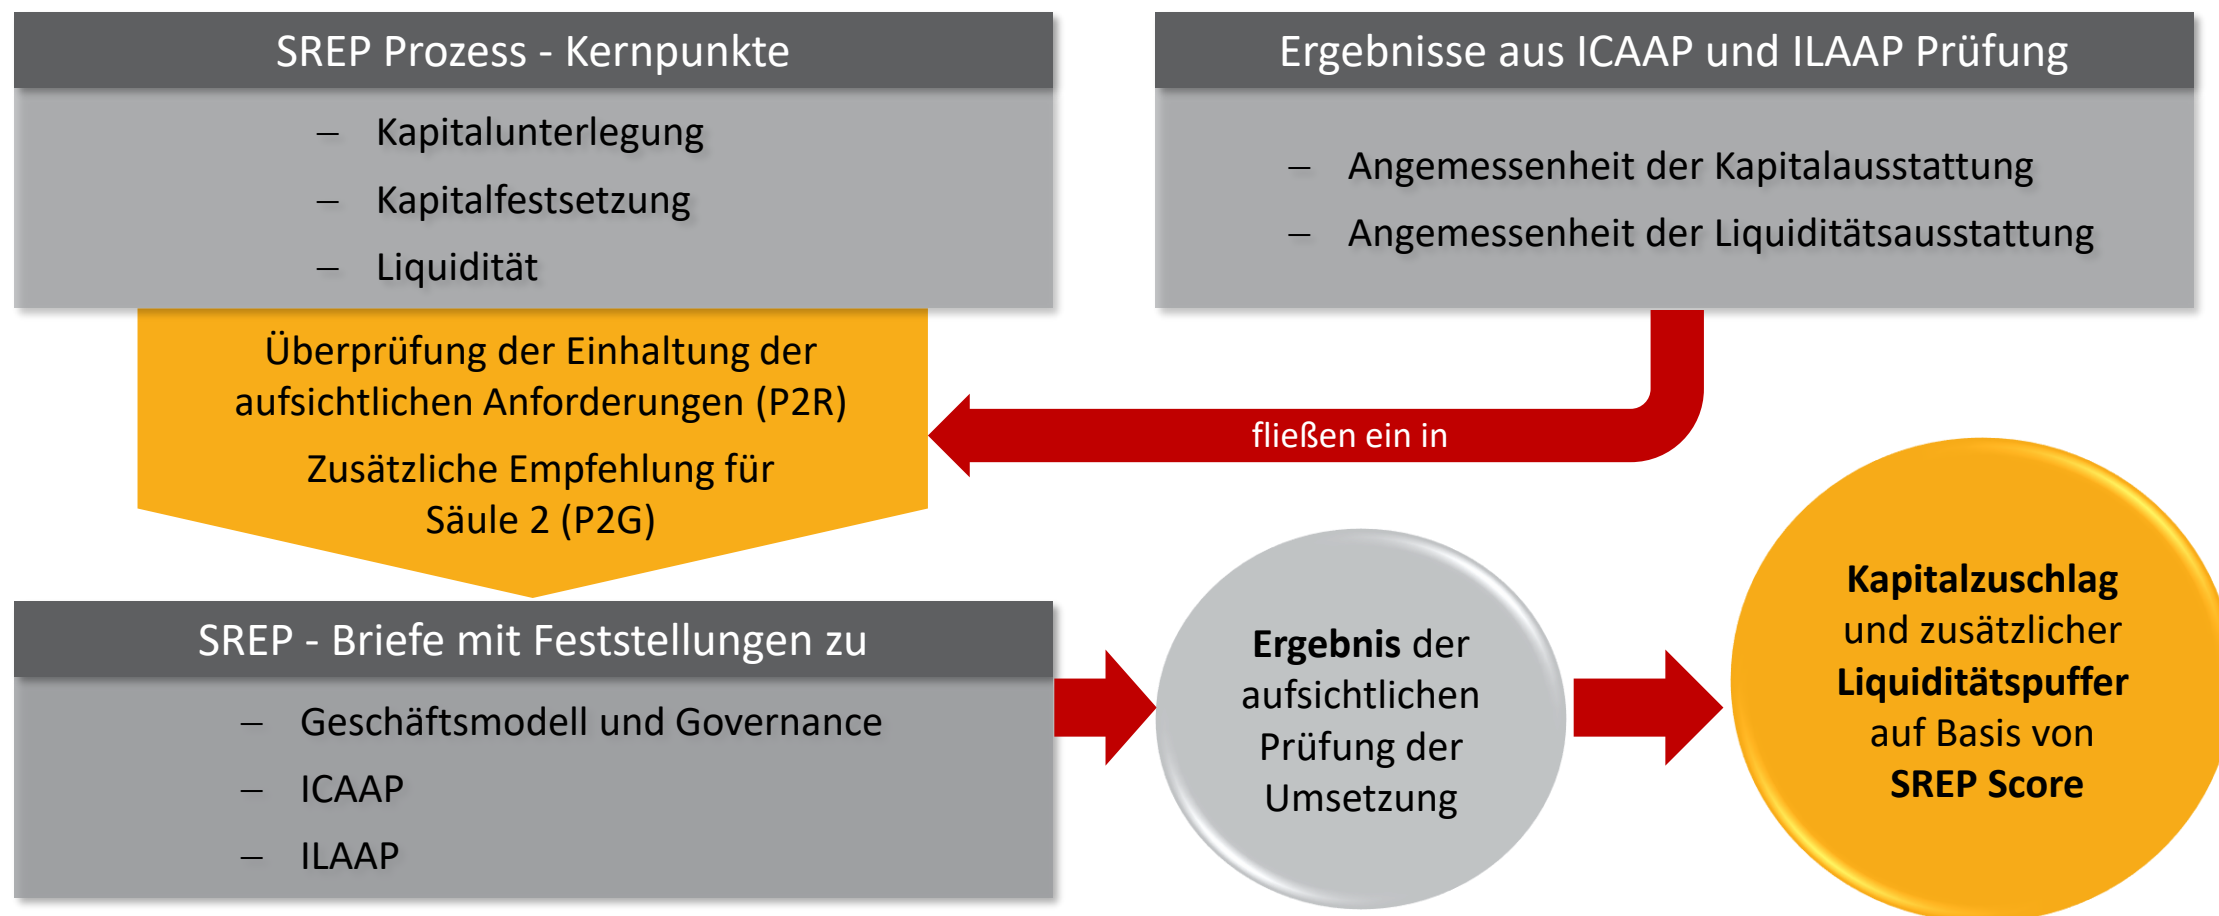 SREP Prozess - Kernpunkte
– Kapitalunterlegung
– Kapitalfestsetzung
– Liquidität
Ergebnisse aus ICAAP und ILAAP Prüfung
– Angemessenheit der Kapitalausstattung
– Angemessenheit der Liquiditätsausstattung
Überprüfung der Einhaltung der
aufsichtlichen Anforderungen (P2R)
Zusätzliche Empfehlung für
Säule 2 (P2G)
fließen ein in
SREP - Briefe mit Feststellungen zu
– Geschäftsmodell und Governance
– ICAAP
– ILAAP
Ergebnis der
aufsichtlichen
Prüfung der
Umsetzung
Kapitalzuschlag
und zusätzlicher
Liquiditätspuffer
auf Basis von
SREP Score